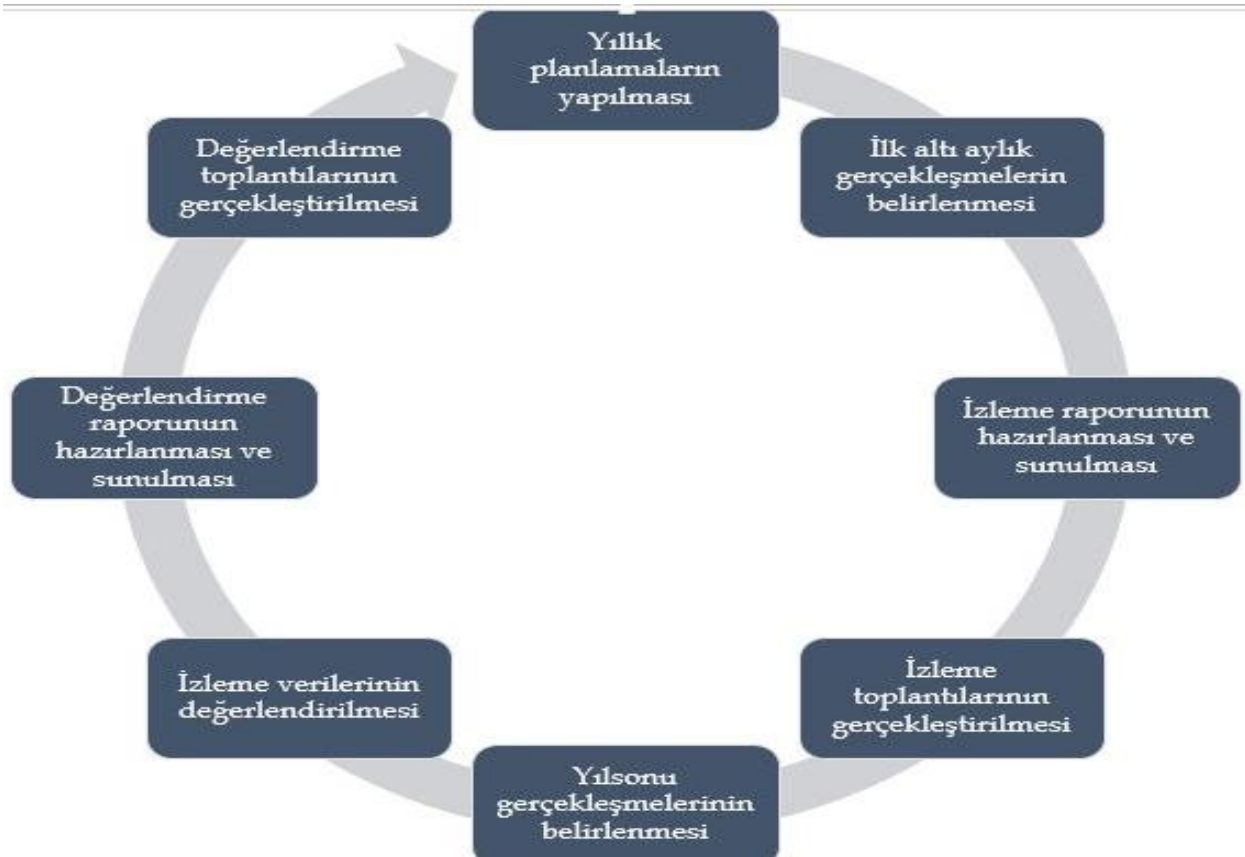 Yıllık
planlamaların
yapılması
İlk altı aylık
gerçekleşmelerin
belirlenmesi
İzleme raporunun
hazırlanması ve
sunulması
İzleme
toplantılarının
gerçekleştirilmesi
Yılsonu
gerçekleşmelerinin
belirlenmesi
İzleme verilerinin
değerlendirilmesi
Değerlendirme
raporunun
hazırlanması ve
sunulması
Değerlendirme
toplantılarının
gerçekleştirilmesi